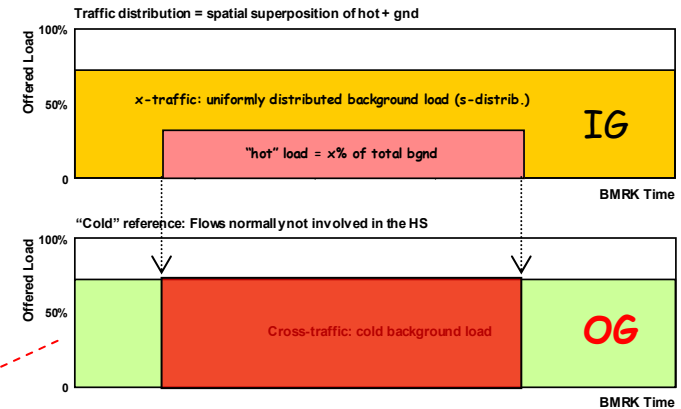 Traffic distribution = spatial superposition of hot + gnd
100%
Offered Load
x-traffic: uniformly distributed background load (s-distrib.)
50%
IG
"hot" load = x% of total bgnd
0
BMRK Time
“Cold” reference: Flows normally not involved in the HS
100%
Offered Load
50%
Cross-traffic: cold background load
OG
0
BMRK Time